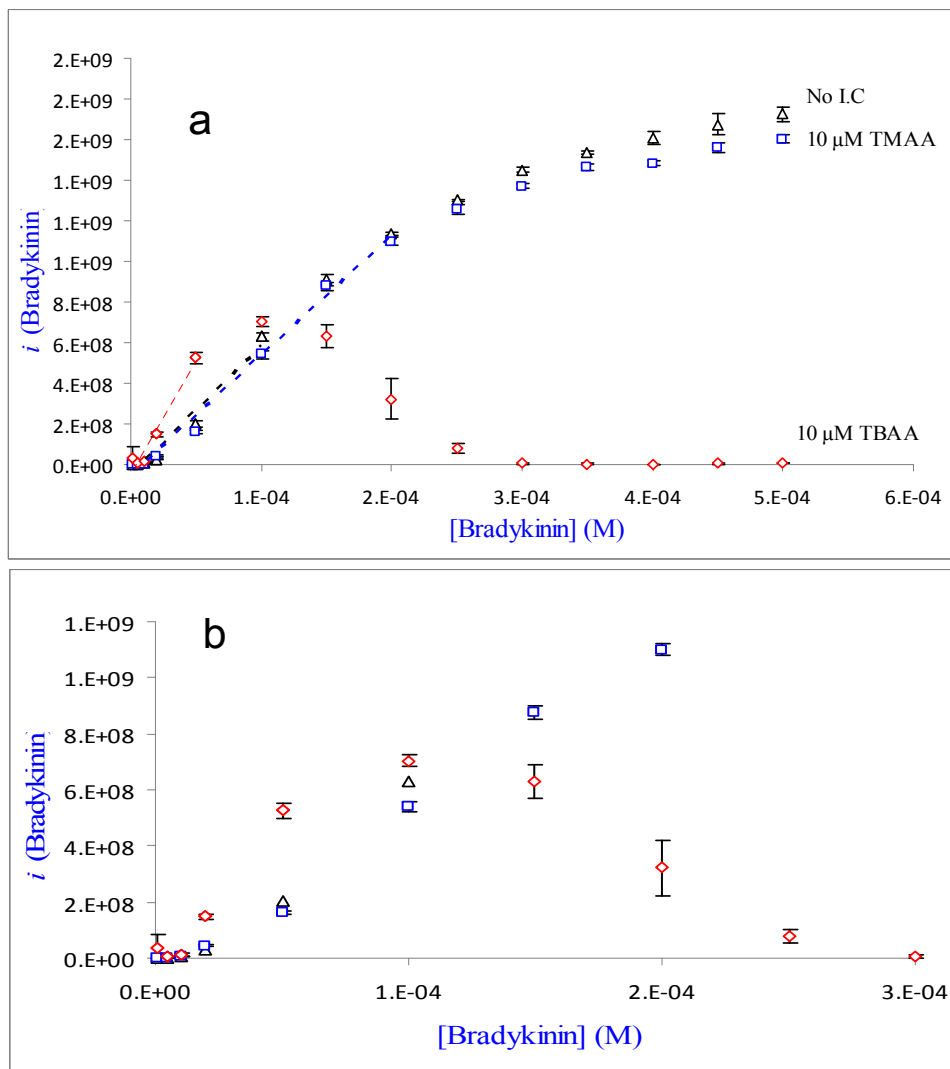 a
2.E+09
2.E+09
2.E+09
1.E+09
1.E+09
1.E+09
8.E+08
6.E+08
4.E+08
2.E+08
0.E+00
i (Bradykinin)
No I.C
10 µM TMAA
10 µM TBAA
0.E+00 1.E-04 2.E-04 3.E-04 4.E-04 5.E-04 6.E-04
[Bradykinin] (M)
b
1.E+09
1.E+09
8.E+08
6.E+08
4.E+08
2.E+08
0.E+00
i (Bradykinin)
0.E+00 1.E-04 2.E-04 3.E-04
[Bradykinin] (M)